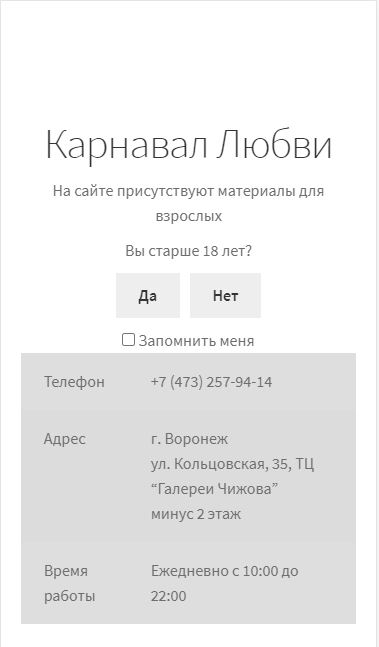 Карнавал Любви
На сайте присутствуют материалы для
взрослых
Вы старше 18 лет?
Да Нет
Запомнить меня
Телефон +7 (473) 257-94-14
Адрес г. Воронеж
ул. Кольцовская, 35, ТЦ
“Галереи Чижова”
минус 2 этаж
Время Ежедневно с 10:00 до
работы 22:00